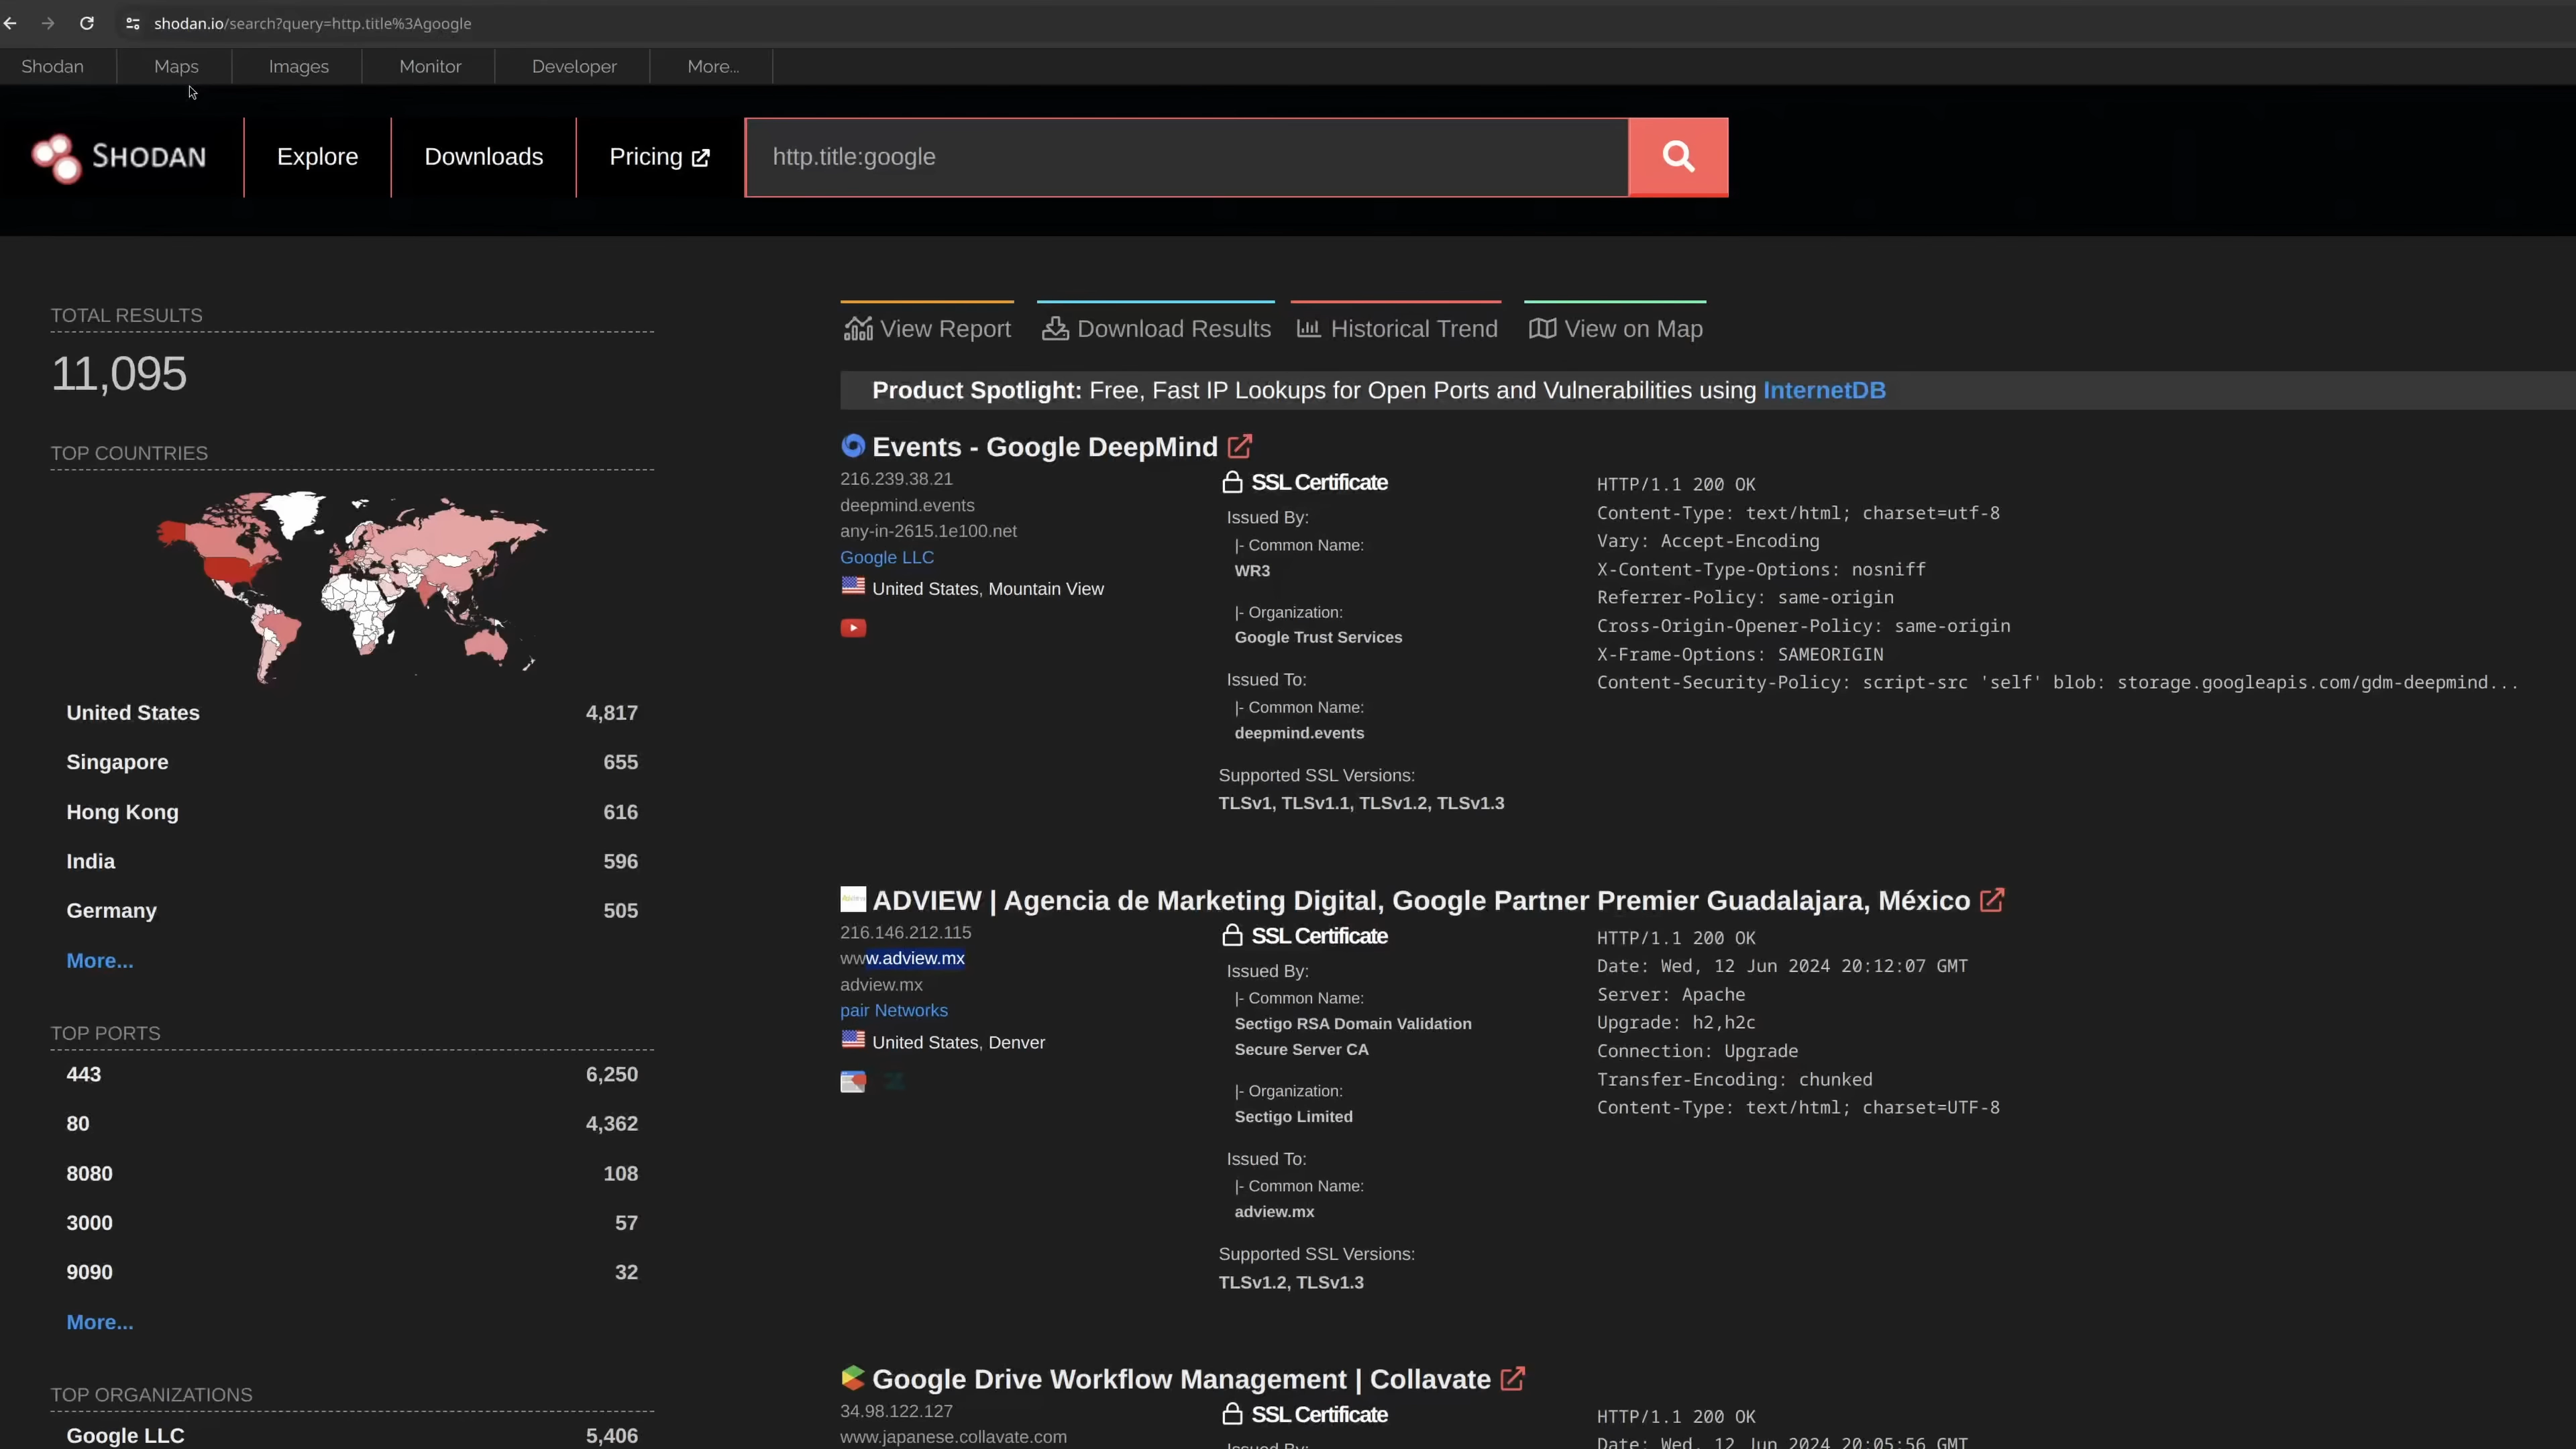 shodan.io/search?query=http.title%3Agoogle
Shodan Maps Images Monitor Developer More...
SHODAN Explore Downloads Pricing http.title:google
TOTAL RESULTS
11,095
TOP COUNTRIES
United States 4,817
Singapore 655
Hong Kong 616
India 596
Germany 505
More...
TOP PORTS
443 6,250
80 4,362
8080 108
3000 57
9090 32
More...
TOP ORGANIZATIONS
Google LLC 5,406
View Report Download Results Historical Trend View on Map
Product Spotlight: Free, Fast IP Lookups for Open Ports and Vulnerabilities using InternetDB
Events - Google DeepMind
216.239.38.21
deepmind.events
any-in-2615.1e100.net
Google LLC
United States, Mountain View
SSL Certificate
Issued By:
|- Common Name:
WR3
|- Organization:
Google Trust Services
Issued To:
|- Common Name:
deepmind.events
Supported SSL Versions:
TLSv1, TLSv1.1, TLSv1.2, TLSv1.3
HTTP/1.1 200 OK
Content-Type: text/html; charset=utf-8
Vary: Accept-Encoding
X-Content-Type-Options: nosniff
Referrer-Policy: same-origin
Cross-Origin-Opener-Policy: same-origin
X-Frame-Options: SAMEORIGIN
Content-Security-Policy: script-src 'self' blob: storage.googleapis.com/gdm-deepmind...
ADVIEW | Agencia de Marketing Digital, Google Partner Premier Guadalajara, México
216.146.212.115
www.adview.mx
adview.mx
pair Networks
United States, Denver
SSL Certificate
Issued By:
|- Common Name:
Sectigo RSA Domain Validation
Secure Server CA
|- Organization:
Sectigo Limited
Issued To:
|- Common Name:
adview.mx
Supported SSL Versions:
TLSv1.2, TLSv1.3
HTTP/1.1 200 OK
Date: Wed, 12 Jun 2024 20:12:07 GMT
Server: Apache
Upgrade: h2,h2c
Connection: Upgrade
Transfer-Encoding: chunked
Content-Type: text/html; charset=UTF-8
Google Drive Workflow Management | Collavate
34.98.122.127
www.japanese.collavate.com
SSL Certificate
Issued By:
HTTP/1.1 200 OK
Date: Wed, 12 Jun 2024 20:05:56 GMT